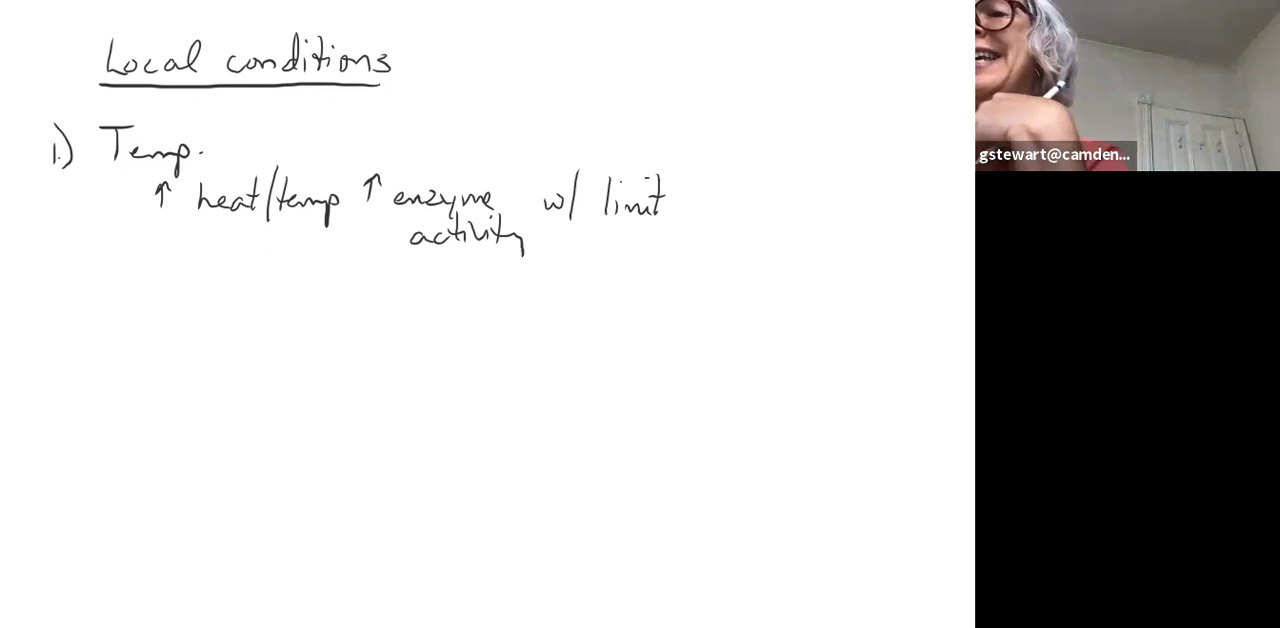 Local conditions
1.) Temp.
↑ heat/temp ↑ enzyme w/ limit
activity
gstewart@camden...